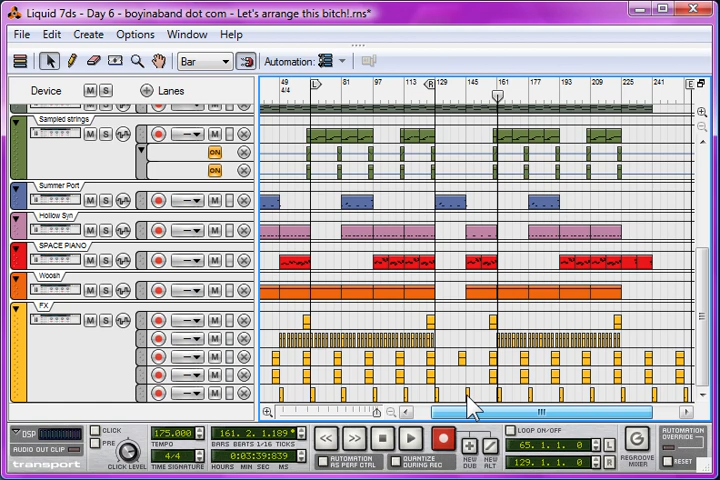 Liquid 7ds - Day 6 - boyinaband dot com - Let's arrange this bitch!.rns*
File Edit Create Options Window Help
Bar Automation:
Device M S Lanes
49 81 97 113 129 145 161 177 193 209 225 241
4/4
L R E
Sampled strings
M S
ON
ON
Summer Port
M S
Hollow Syn
M S
SPACE PIANO
M S
Woosh
M S
FX
M S
DSP
AUDIO OUT CLIP
transport
CLICK
PRE
CLICK LEVEL
175.000
TEMPO
4/4
TIME SIGNATURE
161. 2. 1.189 *
BARS BEATS 1/16 TICKS
0:03:39:839
HOURS MIN SEC MS
AUTOMATION
AS PERF CTRL
QUANTIZE
DURING REC
NEW
DUB
NEW
ALT
LOOP ON/OFF
65. 1. 1. 0 L
129. 1. 1. 0 R
REGROOVE
MIXER
AUTOMATION
OVERRIDE
RESET